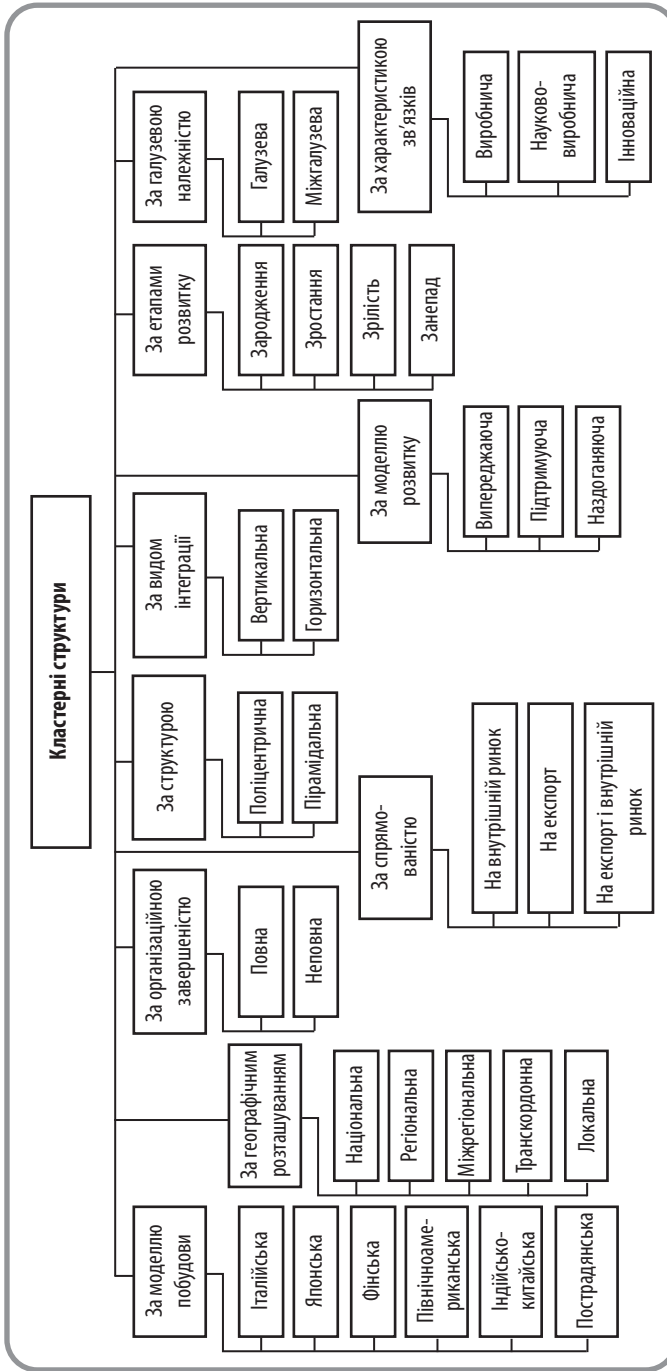 Кластерні структури
За моделлю
побудови
Італійська
Японська
Фінська
Північноаме-
риканська
Індійсько-
китайська
Пострадянська
За географічним
розташуванням
Національна
Регіональна
Міжрегіональна
Транскордонна
Локальна
За організаційною
завершеністю
Повна
Неповна
За спрямо-
ваністю
На внутрішній ринок
На експорт
На експорт і внутрішній
ринок
За структурою
Поліцентрична
Пірамідальна
За видом
інтеграції
Вертикальна
Горизонтальна
За моделлю
розвитку
Випереджаюча
Підтримуюча
Наздоганяюча
За етапами
розвитку
Зародження
Зростання
Зрілість
Занепад
За галузевою
належністю
Галузева
Міжгалузева
За характеристикою
зв’язків
Виробнича
Науково-
виробнича
Інноваційна